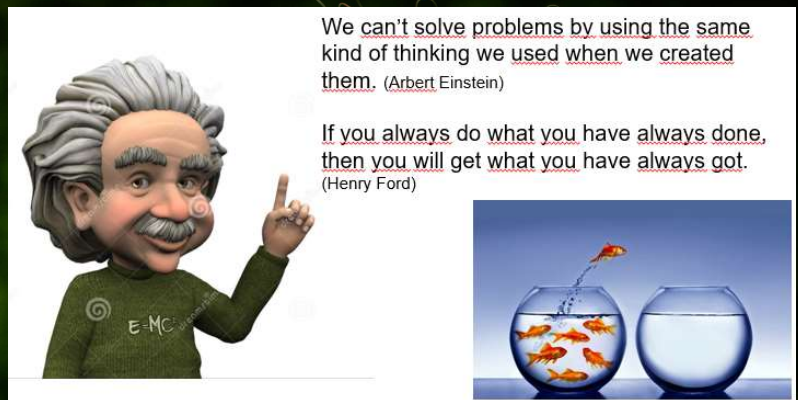 We can’t solve problems by using the same
kind of thinking we used when we created
them. (Arbert Einstein)
If you always do what you have always done,
then you will get what you have always got.
(Henry Ford)
E=MC²